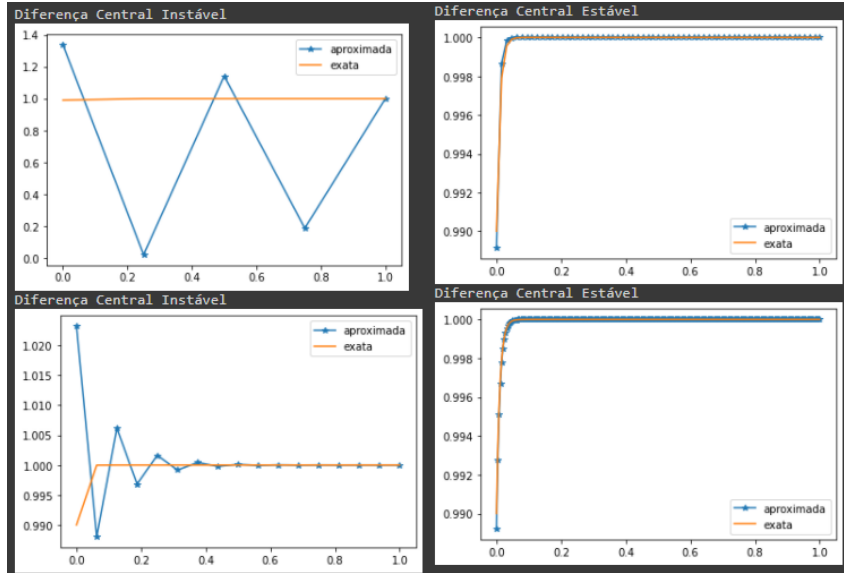 Diferença Central Instável
1.4
1.2
1.0
0.8
0.6
0.4
0.2
0.0
aproximada
exata
0.0 0.2 0.4 0.6 0.8 1.0
Diferença Central Estável
1.000
0.998
0.996
0.994
0.992
0.990
aproximada
exata
0.0 0.2 0.4 0.6 0.8 1.0
Diferença Central Instável
1.020
1.015
1.010
1.005
1.000
0.995
0.990
aproximada
exata
0.0 0.2 0.4 0.6 0.8 1.0
Diferença Central Estável
1.000
0.998
0.996
0.994
0.992
0.990
aproximada
exata
0.0 0.2 0.4 0.6 0.8 1.0